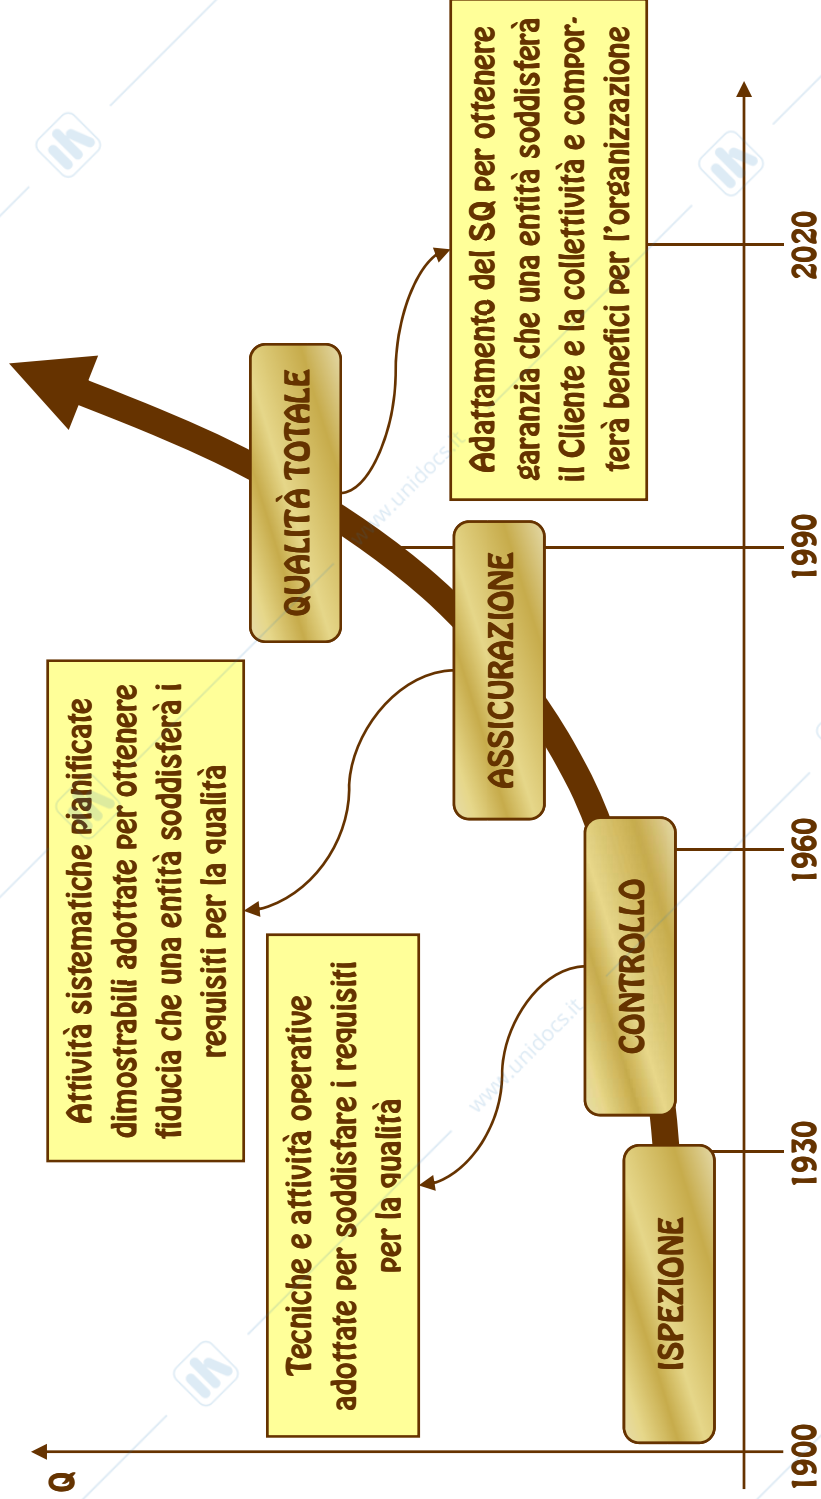 Q
Attività sistematiche pianificate
dimostrabili adottate per ottenere
fiducia che una entità soddisferà i
requisiti per la qualità
Tecniche e attività operative
adottate per soddisfare i requisiti
per la qualità
QUALITÀ TOTALE
Adattamento del SQ per ottenere
garanzia che una entità soddisferà
il Cliente e la collettività e compor-
terà benefici per l'organizzazione
ASSICURAZIONE
CONTROLLO
ISPEZIONE
1900
1930
1960
1990
2020
www.unidocs.it
www.unidocs.it